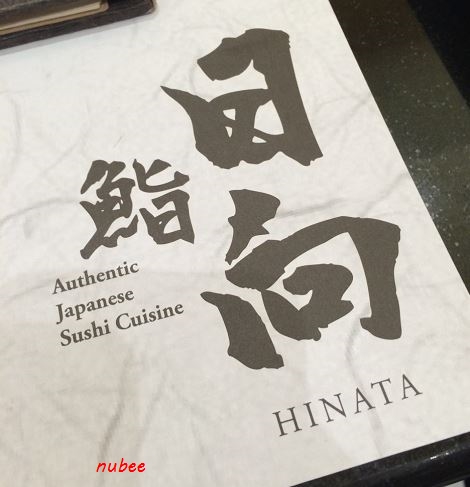 鮨 日向
Authentic
Japanese
Sushi Cuisine
HINATA
nubee